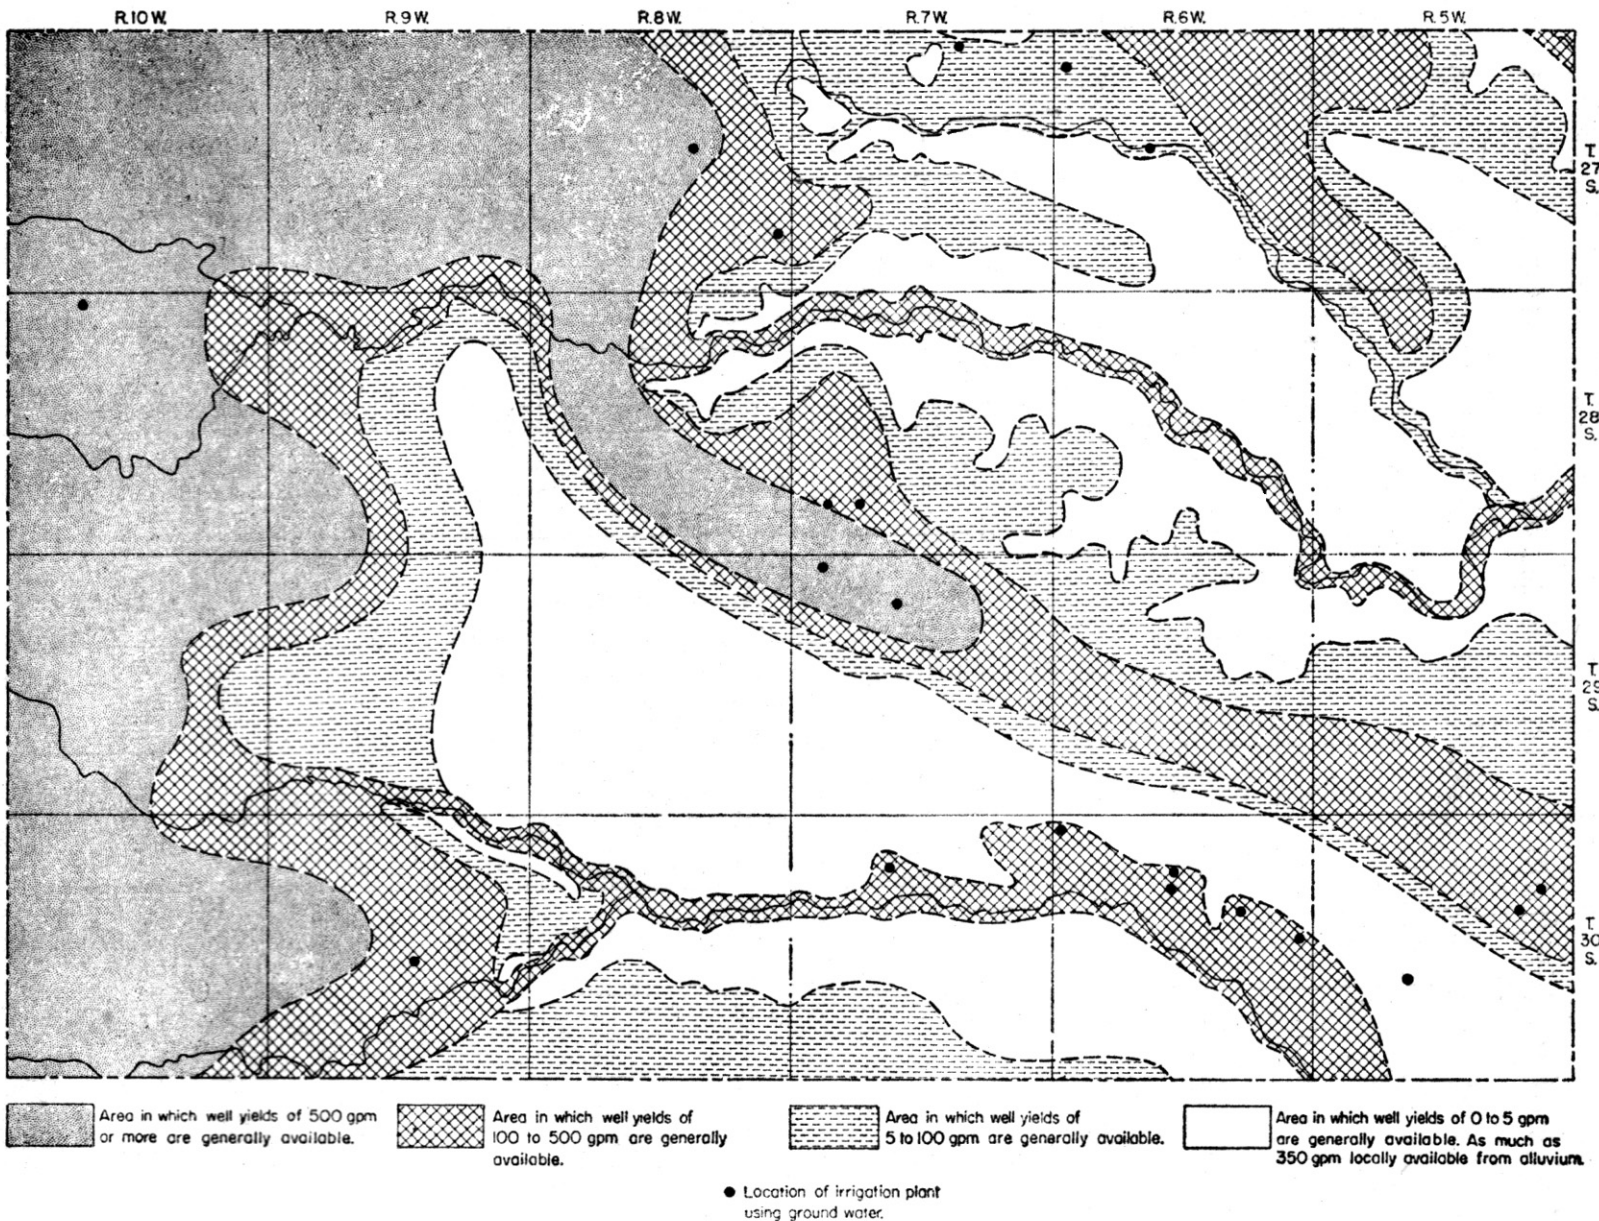 R.10W. R.9W. R.8W. R.7W. R.6W. R.5W.
T.
27
S.
T.
28
S.
T.
29
S.
T.
30
S.
Area in which well yields of 500 gpm
or more are generally available.
Area in which well yields of
100 to 500 gpm are generally
available.
Area in which well yields of
5 to 100 gpm are generally available.
Area in which well yields of 0 to 5 gpm
are generally available. As much as
350 gpm locally available from alluvium.
Location of irrigation plant
using ground water.